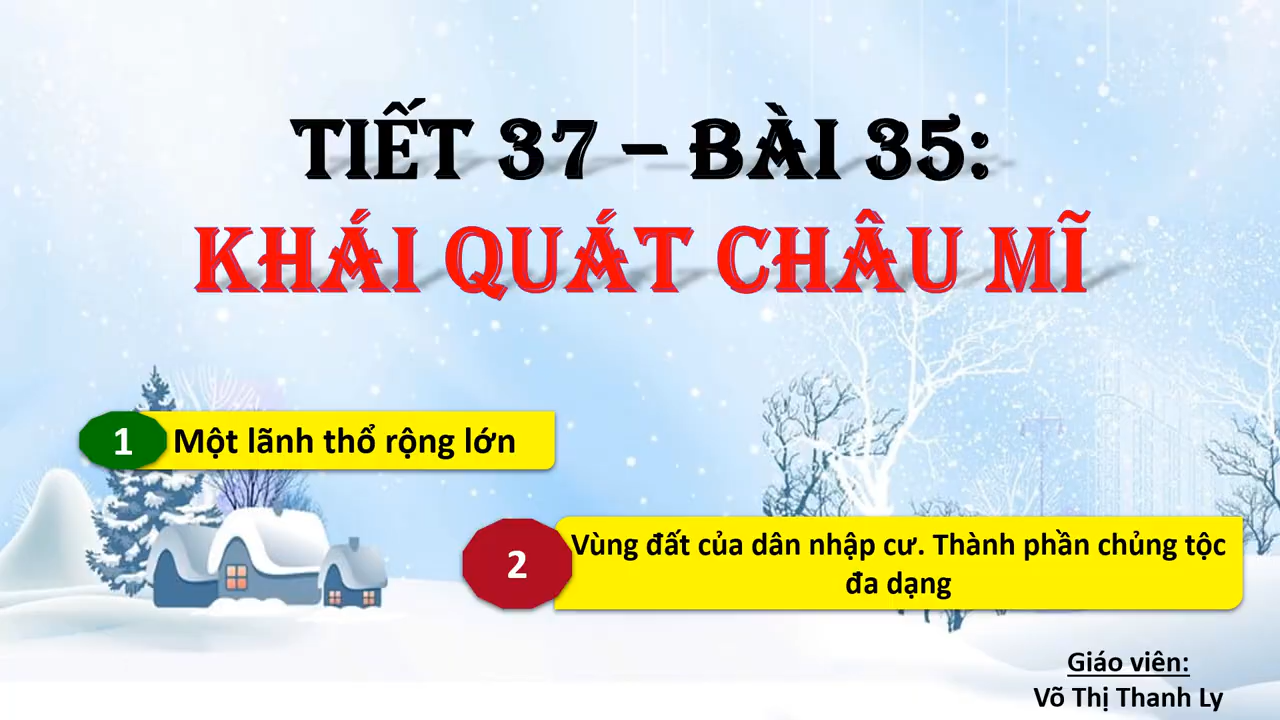 TIẾT 37 – BÀI 35:
KHÁI QUÁT CHÂU MĨ
1 Một lãnh thổ rộng lớn
2 Vùng đất của dân nhập cư. Thành phần chủng tộc
đa dạng
Giáo viên:
Võ Thị Thanh Ly